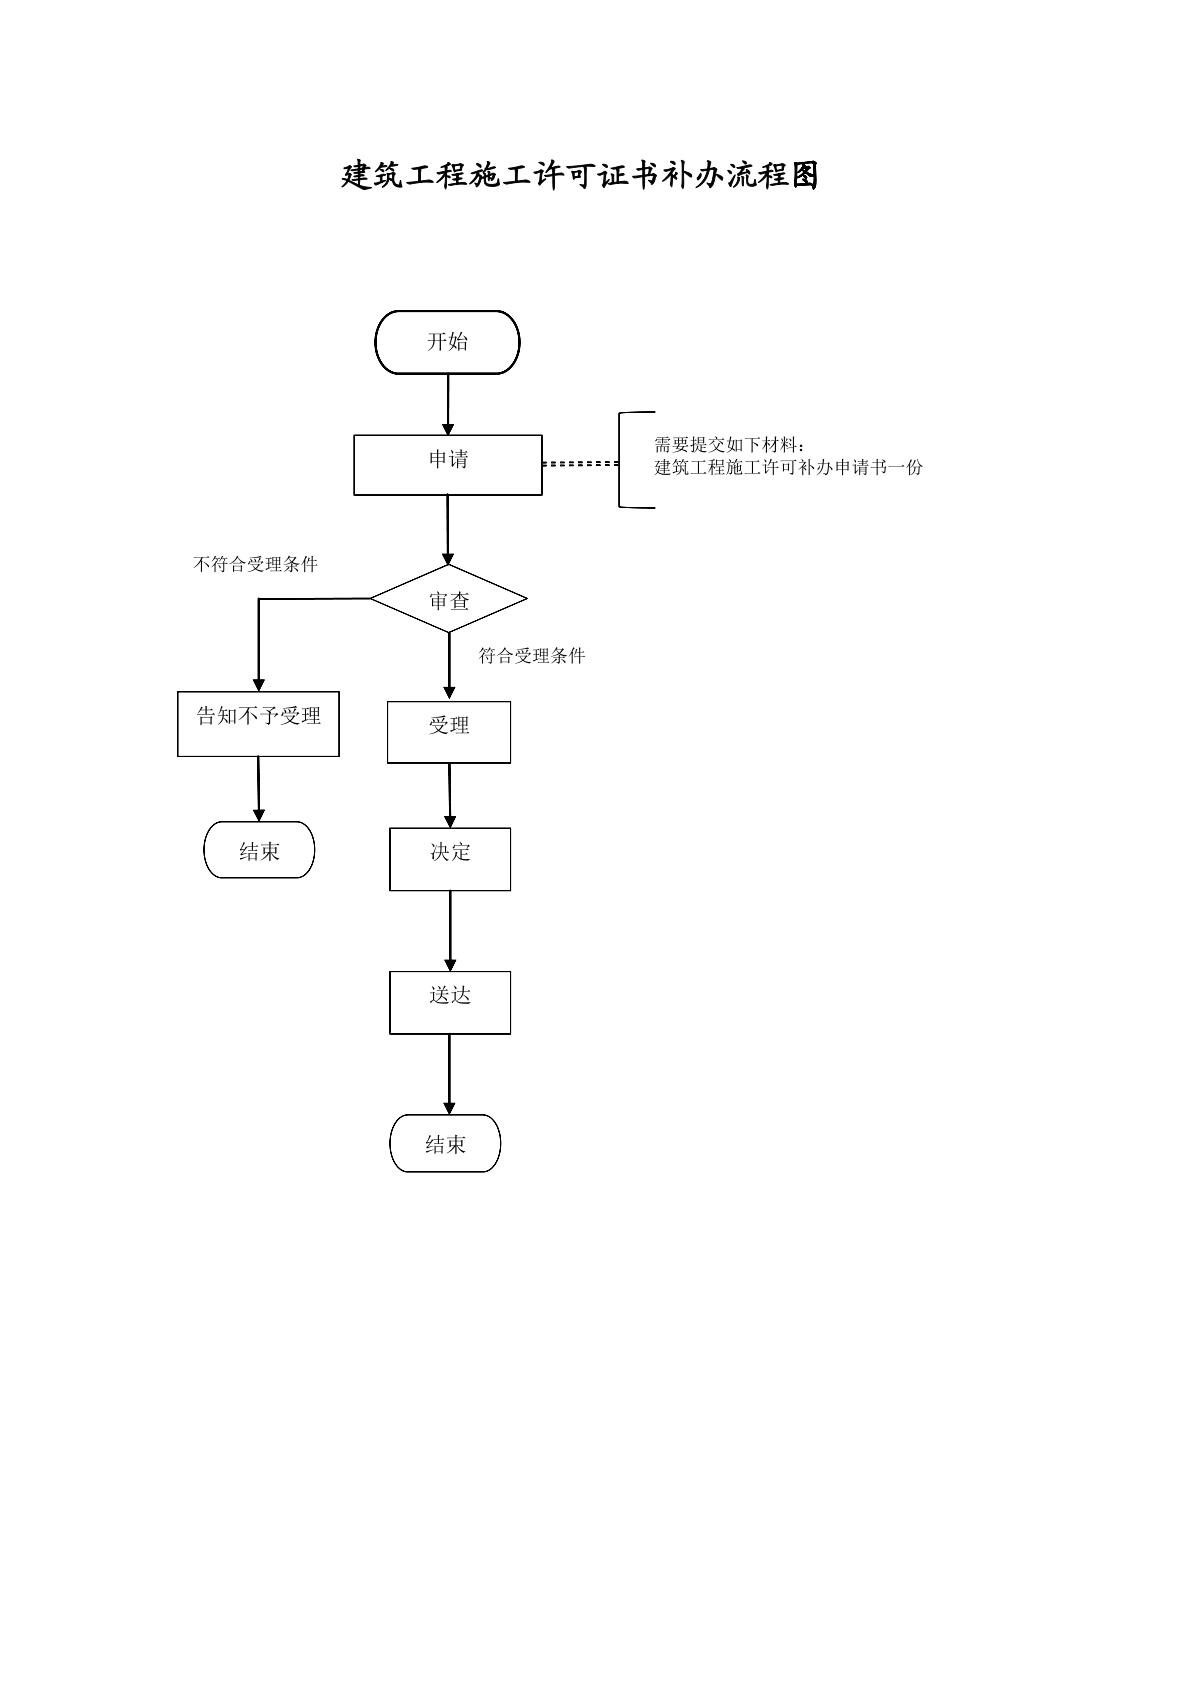 建筑工程施工许可证书补办流程图
开始
申请
需要提交如下材料：
建筑工程施工许可补办申请书一份
不符合受理条件
审查
符合受理条件
告知不予受理
受理
结束
决定
送达
结束